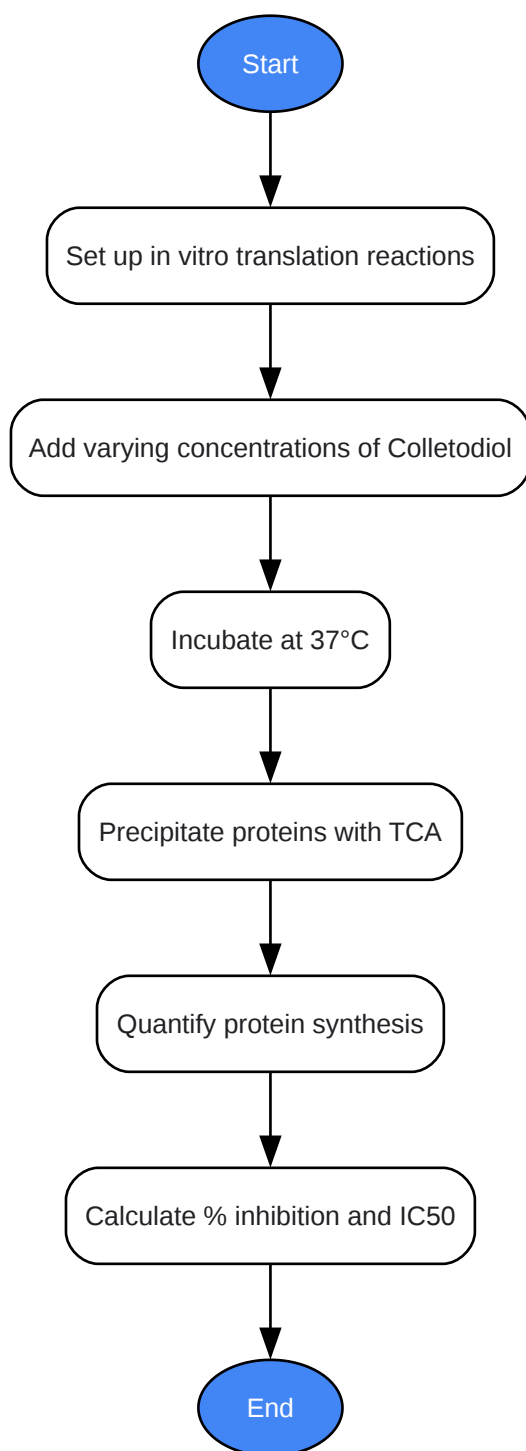 Start
Set up in vitro translation reactions
Add varying concentrations of Colletodiol
Incubate at 37°C
Precipitate proteins with TCA
Quantify protein synthesis
Calculate % inhibition and IC50
End